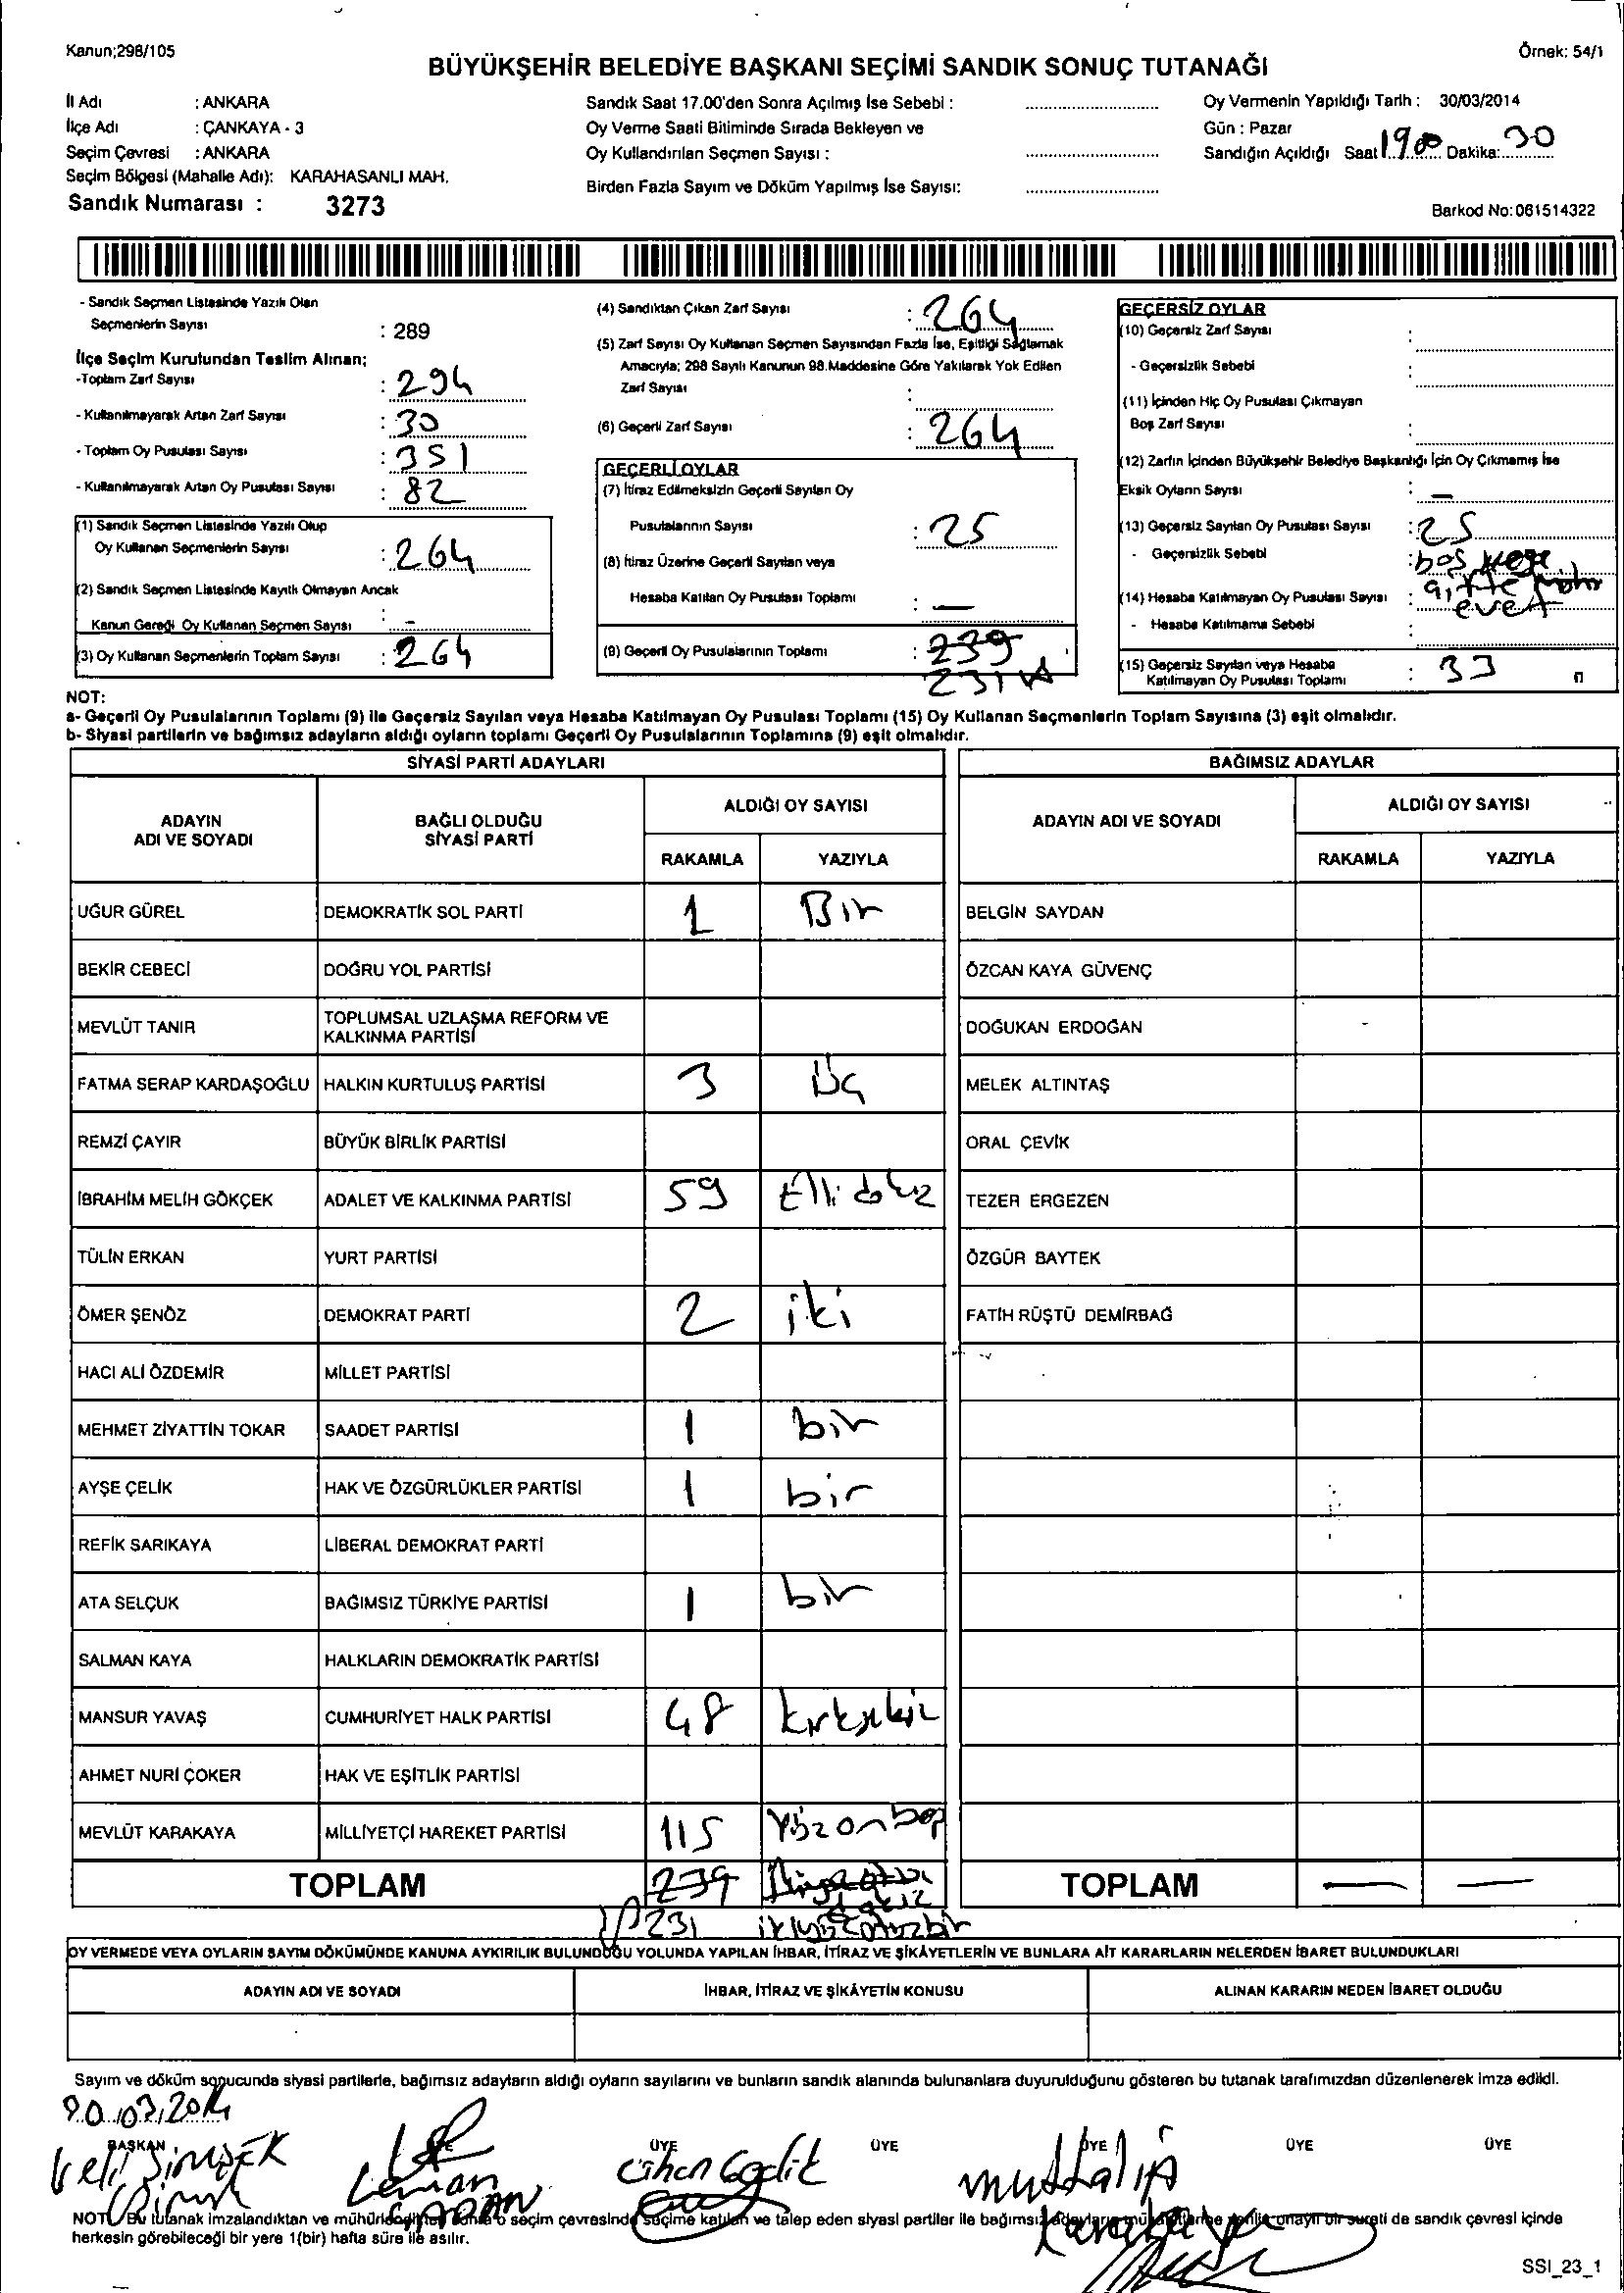 Kanun;298/105
Örnek: 54/1
BÜYÜKŞEHİR BELEDİYE BAŞKANI SEÇİMİ SANDIK SONUÇ TUTANAĞI
İl Adı : ANKARA
İlçe Adı : ÇANKAYA - 3
Seçim Çevresi : ANKARA
Seçim Bölgesi (Mahalle Adı): KARAHASANLI MAH.
Sandık Numarası : 3273
Sandık Saat 17.00'den Sonra Açılmış İse Sebebi :
Oy Verme Saati Bitiminde Sırada Bekleyen ve
Oy Kullandırılan Seçmen Sayısı :
Birden Fazla Sayım ve Döküm Yapılmış İse Sayısı:
Oy Vermenin Yapıldığı Tarih : 30/03/2014
Gün : Pazar
Sandığın Açıldığı Saat 19 00 Dakika: 30
Barkod No:061514322
- Sandık Seçmen Listesinde Yazılı Olan
Seçmenlerin Sayısı : 289
İlçe Seçim Kurulundan Teslim Alınan;
-Toplam Zarf Sayısı : 294
- Kullanılmayarak Artan Zarf Sayısı : 30
- Toplam Oy Pusulası Sayısı : 351
- Kullanılmayarak Artan Oy Pusulası Sayısı : 82
(1) Sandık Seçmen Listesinde Yazılı Olup
Oy Kullanan Seçmenlerin Sayısı : 264
(2) Sandık Seçmen Listesinde Kayıtlı Olmayan Ancak
Kanun Gereği Oy Kullanan Seçmen Sayısı : -
(3) Oy Kullanan Seçmenlerin Toplam Sayısı : 264
(4) Sandıktan Çıkan Zarf Sayısı : 264
(5) Zarf Sayısı Oy Kullanan Seçmen Sayısından Fazla İse, Eşitliği Sağlamak
Amacıyla; 298 Sayılı Kanunun 98.Maddesine Göre Yakılarak Yok Edilen
Zarf Sayısı :
(6) Geçerli Zarf Sayısı : 264
GEÇERLİ OYLAR
(7) İtiraz Edilmeksizin Geçerli Sayılan Oy
Pusulalarının Sayısı : 25
(8) İtiraz Üzerine Geçerli Sayılan veya
Hesaba Katılan Oy Pusulası Toplamı : —
(9) Geçerli Oy Pusulalarının Toplamı : 239
231
GEÇERSİZ OYLAR
(10) Geçersiz Zarf Sayısı :
- Geçersizlik Sebebi :
(11) İçinden Hiç Oy Pusulası Çıkmayan
Boş Zarf Sayısı :
(12) Zarfın İçinden Büyükşehir Belediye Başkanlığı İçin Oy Çıkmamış İse
Eksik Oyların Sayısı : —
(13) Geçersiz Sayılan Oy Pusulası Sayısı : 25
- Geçersizlik Sebebi : boş
(14) Hesaba Katılmayan Oy Pusulası Sayısı : çifte mühür
evet
- Hesaba Katılmama Sebebi :
(15) Geçersiz Sayılan veya Hesaba
Katılmayan Oy Pusulası Toplamı : 33
NOT:
a- Geçerli Oy Pusulalarının Toplamı (9) ile Geçersiz Sayılan veya Hesaba Katılmayan Oy Pusulası Toplamı (15) Oy Kullanan Seçmenlerin Toplam Sayısına (3) eşit olmalıdır.
b- Siyasi partilerin ve bağımsız adayların aldığı oyların toplamı Geçerli Oy Pusulalarının Toplamına (9) eşit olmalıdır.
SİYASİ PARTİ ADAYLARI
ADAYIN ADI VE SOYADI BAĞLI OLDUĞU SİYASİ PARTİ ALDIĞI OY SAYISI
RAKAMLA YAZIYLA
UĞUR GÜREL DEMOKRATİK SOL PARTİ 1 Bir
BEKİR CEBECİ DOĞRU YOL PARTİSİ
MEVLÜT TANIR TOPLUMSAL UZLAŞMA REFORM VE KALKINMA PARTİSİ
FATMA SERAP KARDAŞOĞLU HALKIN KURTULUŞ PARTİSİ 3 Üç
REMZİ ÇAYIR BÜYÜK BİRLİK PARTİSİ
İBRAHİM MELİH GÖKÇEK ADALET VE KALKINMA PARTİSİ 59 Elli dokuz
TÜLİN ERKAN YURT PARTİSİ
ÖMER ŞENÖZ DEMOKRAT PARTİ 2 iki
HACI ALİ ÖZDEMİR MİLLET PARTİSİ
MEHMET ZİYATTİN TOKAR SAADET PARTİSİ 1 bir
AYŞE ÇELİK HAK VE ÖZGÜRLÜKLER PARTİSİ 1 bir
REFİK SARIKAYA LİBERAL DEMOKRAT PARTİ
ATA SELÇUK BAĞIMSIZ TÜRKİYE PARTİSİ 1 bir
SALMAN KAYA HALKLARIN DEMOKRATİK PARTİSİ
MANSUR YAVAŞ CUMHURİYET HALK PARTİSİ 48 kırksekiz
AHMET NURİ ÇOKER HAK VE EŞİTLİK PARTİSİ
MEVLÜT KARAKAYA MİLLİYETÇİ HAREKET PARTİSİ 115 Yüzonbeş
TOPLAM 239
231 ikiyüzotuzbir
BAĞIMSIZ ADAYLAR
ADAYIN ADI VE SOYADI ALDIĞI OY SAYISI
RAKAMLA YAZIYLA
BELGİN SAYDAN
ÖZCAN KAYA GÜVENÇ
DOĞUKAN ERDOĞAN
MELEK ALTINTAŞ
ORAL ÇEVİK
TEZER ERGEZEN
ÖZGÜR BAYTEK
FATİH RÜŞTÜ DEMİRBAĞ
TOPLAM — —
OY VERMEDE VEYA OYLARIN SAYIM DÖKÜMÜNDE KANUNA AYKIRILIK BULUNDUĞU YOLUNDA YAPILAN İHBAR, İTİRAZ VE ŞİKÂYETLERİN VE BUNLARA AİT KARARLARIN NELERDEN İBARET BULUNDUKLARI
ADAYIN ADI VE SOYADI İHBAR, İTİRAZ VE ŞİKÂYETİN KONUSU ALINAN KARARIN NEDEN İBARET OLDUĞU
Sayım ve döküm sonucunda siyasi partilerle, bağımsız adayların aldığı oyların sayılarını ve bunların sandık alanında bulunanlara duyurulduğunu gösteren bu tutanak tarafımızdan düzenlenerek imza edildi.
30.03.2014
BAŞKAN ÜYE ÜYE ÜYE ÜYE ÜYE ÜYE
Veli ŞİMŞEK Leman Cihan muttalip
NOT: Bu tutanak imzalandıktan ve mühürlendikten sonra o seçim çevresinde seçime katılan ve talep eden siyasi partiler ile bağımsız adaylara mühürlenip verilir onaylı bir sureti de sandık çevresi içinde
herkesin görebileceği bir yere 1(bir) hafta süre ile asılır.
SSI_23_1